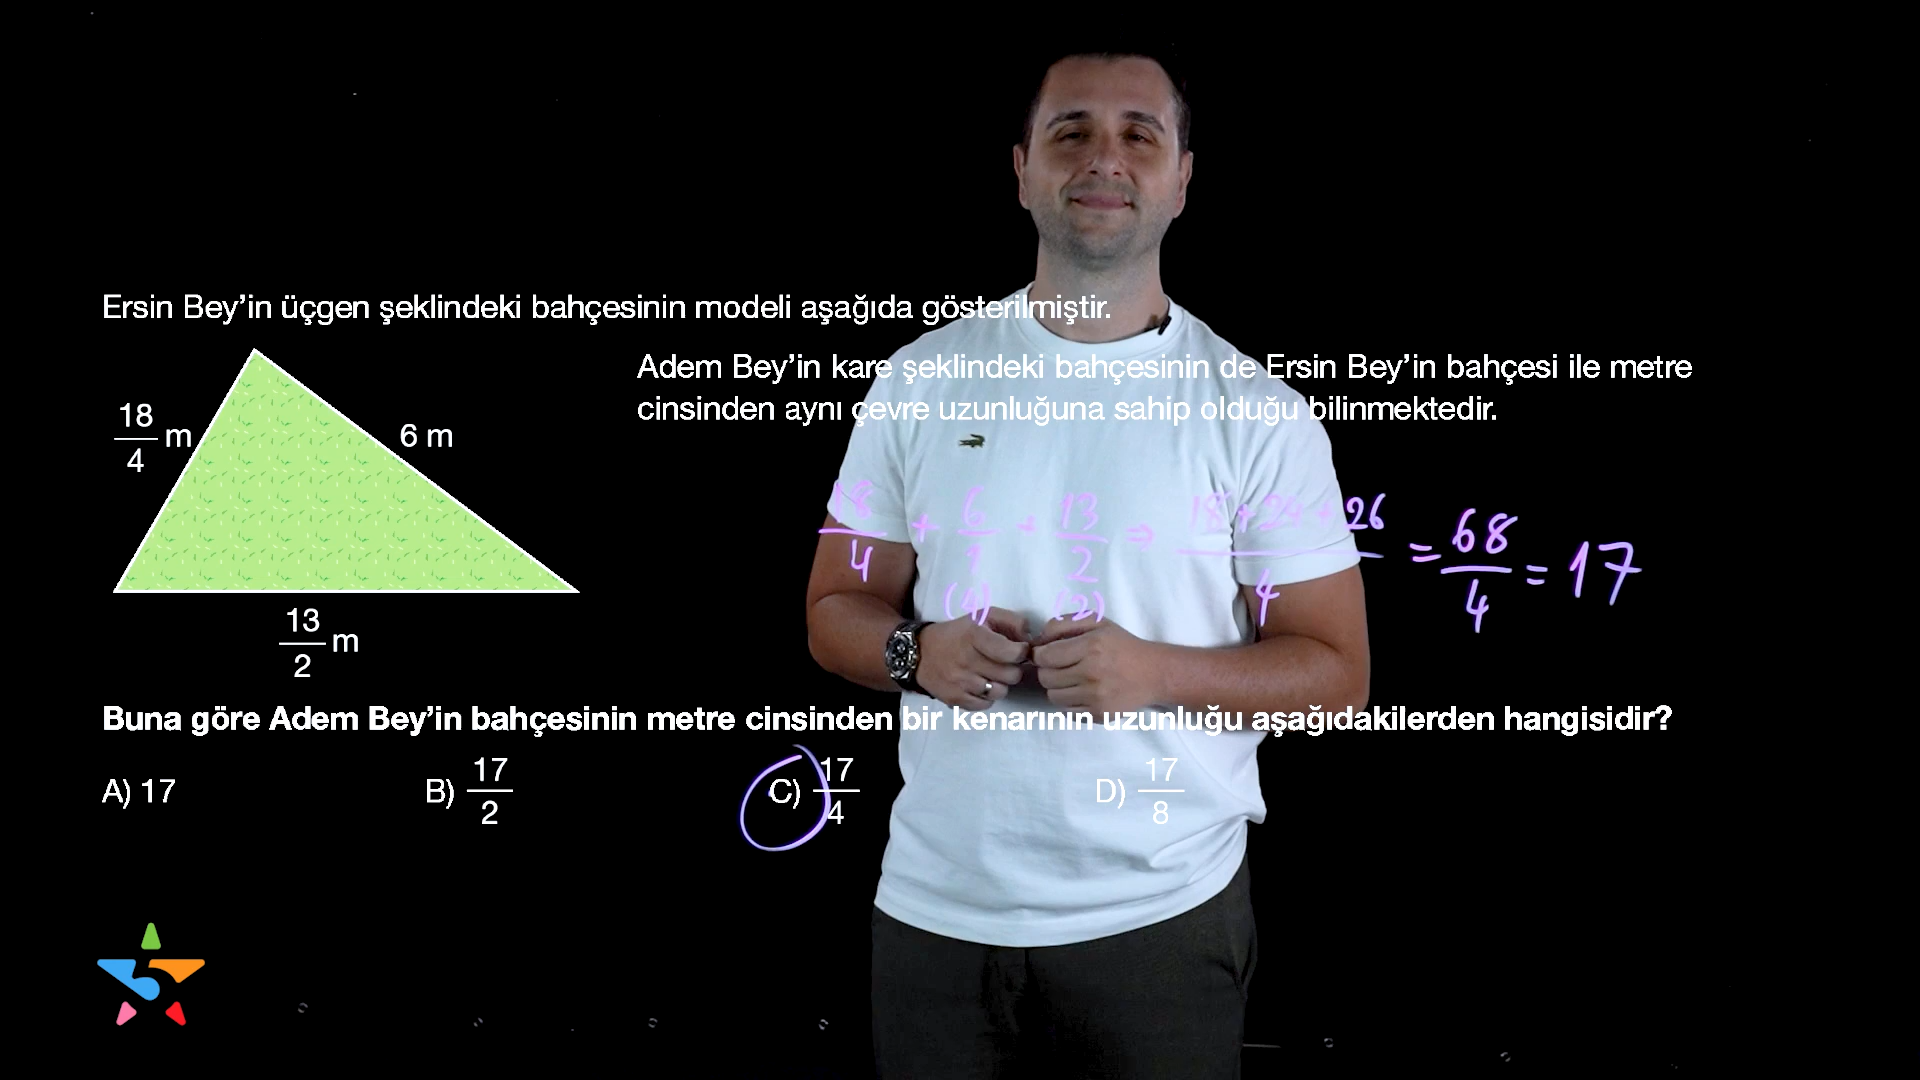 Ersin Bey’in üçgen şeklindeki bahçesinin modeli aşağıda gösterilmiştir.
Adem Bey’in kare şeklindeki bahçesinin de Ersin Bey’in bahçesi ile metre
cinsinden aynı çevre uzunluğuna sahip olduğu bilinmektedir.
18/4 m
6 m
13/2 m
18/4 + 6/1 + 13/2 ⇒ 18+24+26/4 = 68/4 = 17
(4) (2)
Buna göre Adem Bey’in bahçesinin metre cinsinden bir kenarının uzunluğu aşağıdakilerden hangisidir?
A) 17 B) 17/2 C) 17/4 D) 17/8
5